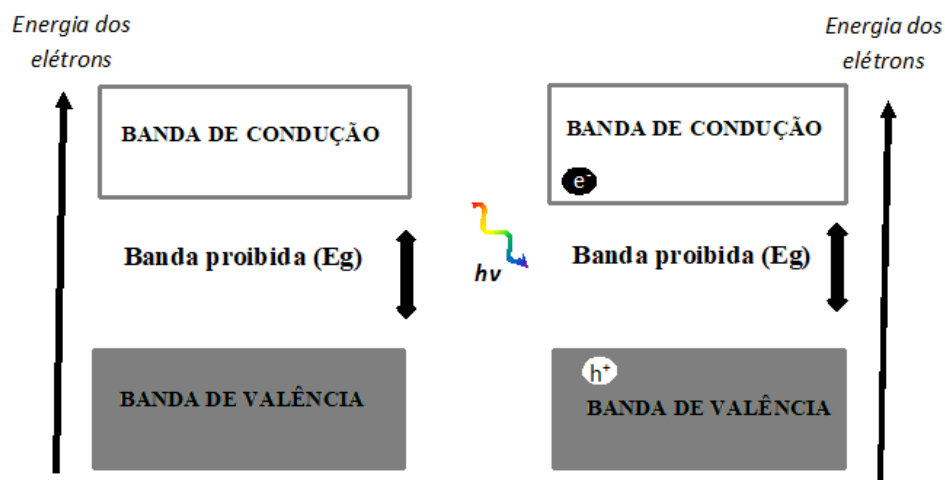 Energia dos
elétrons
BANDA DE CONDUÇÃO
Banda proibida (Eg)
BANDA DE VALÊNCIA
hν
Energia dos
elétrons
BANDA DE CONDUÇÃO
e⁻
Banda proibida (Eg)
h⁺
BANDA DE VALÊNCIA